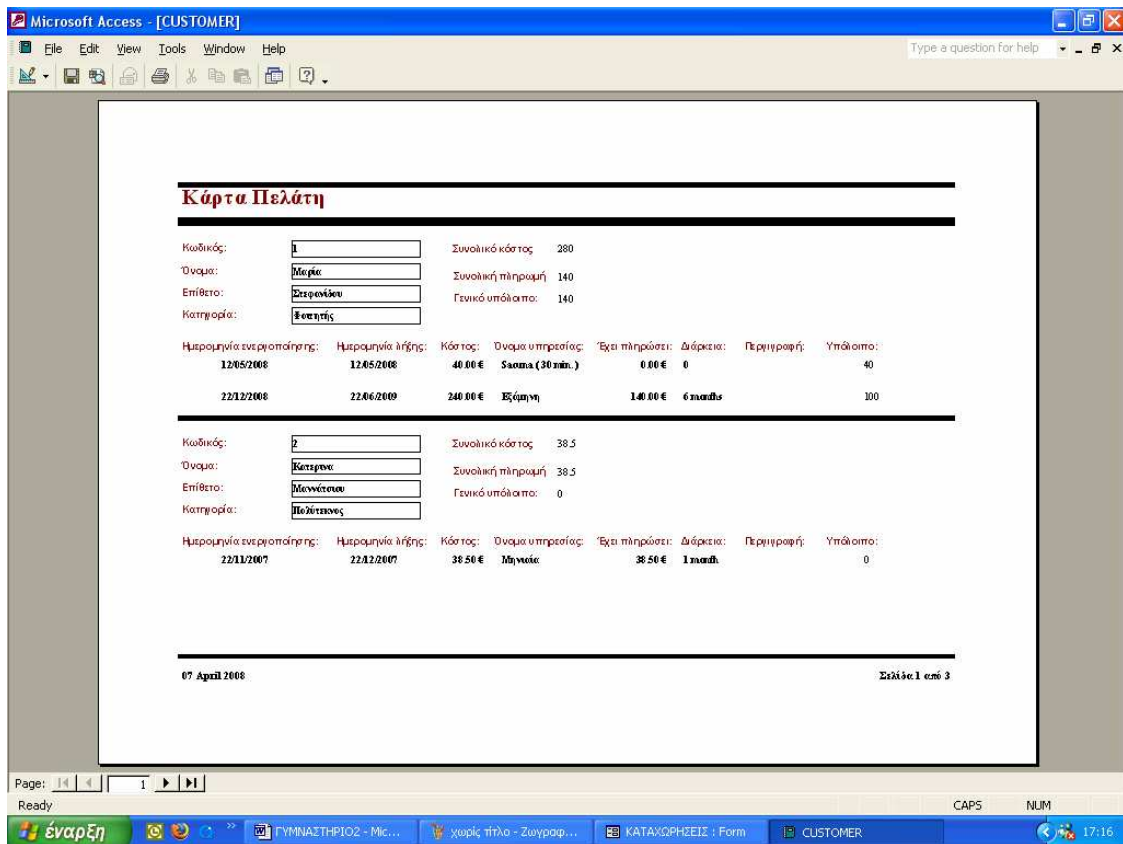 Microsoft Access - [CUSTOMER]
File Edit View Tools Window Help Type a question for help
Κάρτα Πελάτη
Κωδικός: 1 Συνολικό κόστος 280
Όνομα: Μαρία Συνολική πληρωμή 140
Επίθετο: Στεφανίδου Γενικό υπόλοιπο: 140
Κατηγορία: Φοιτητής
Ημερομηνία ενεργοποίησης: Ημερομηνία λήξης: Κόστος: Όνομα υπηρεσίας: Έχει πληρώσει: Διάρκεια: Περγιγραφή: Υπόλοιπο:
12/05/2008 12/05/2008 40.00 € Sauna (30 min.) 0.00 € 0 40
22/12/2008 22/06/2009 240.00 € Εξάμηνη 140.00 € 6 months 100
Κωδικός: 2 Συνολικό κόστος 38.5
Όνομα: Κατερινα Συνολική πληρωμή 38.5
Επίθετο: Μαννάτσιου Γενικό υπόλοιπο: 0
Κατηγορία: Πολύτεκνος
Ημερομηνία ενεργοποίησης: Ημερομηνία λήξης: Κόστος: Όνομα υπηρεσίας: Έχει πληρώσει: Διάρκεια: Περγιγραφή: Υπόλοιπο:
22/11/2007 22/12/2007 38.50 € Μηνιαία 38.50 € 1 month 0
07 April 2008 Σελίδα 1 από 3
Page: 1
Ready CAPS NUM
έναρξη ΓΥΜΝΑΣΤΗΡΙΟ2 - Mic... χωρίς τίτλο - Ζωγραφ... ΚΑΤΑΧΩΡΗΣΕΙΣ : Form CUSTOMER 17:16